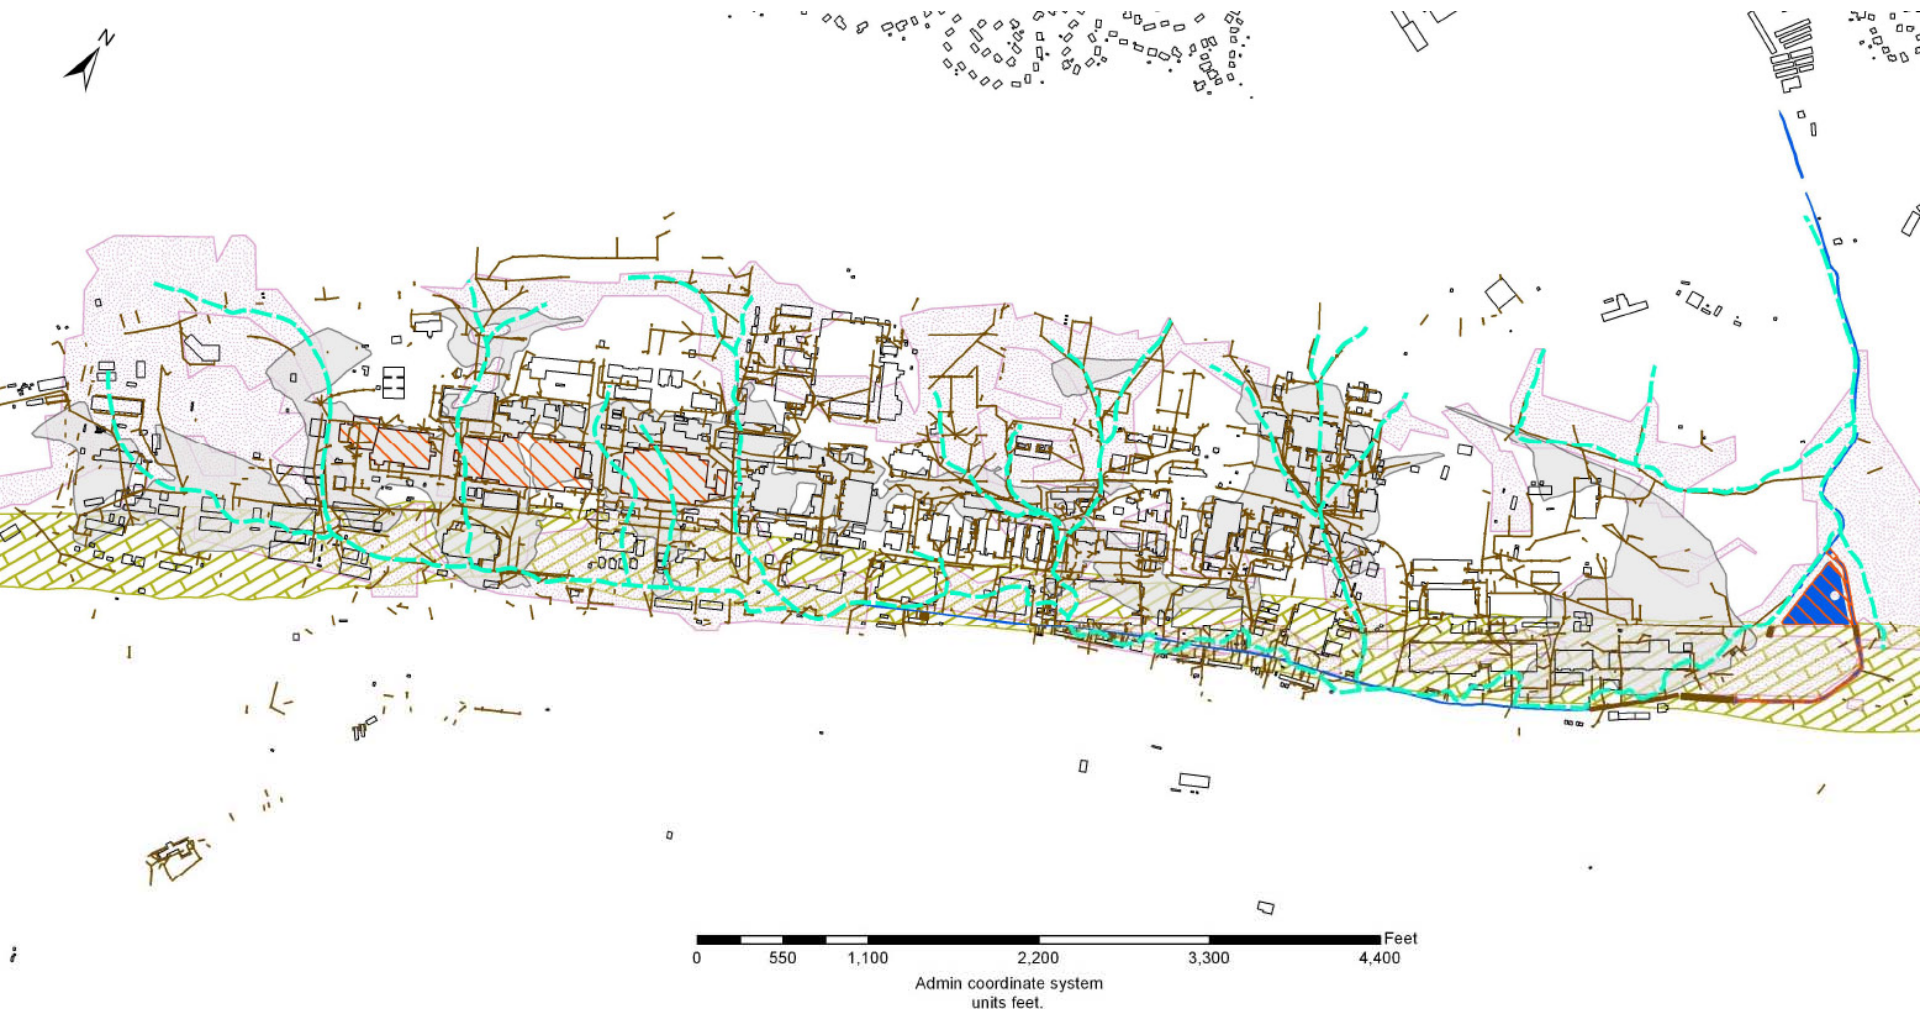 N
Feet
0 550 1,100 2,200 3,300 4,400
Admin coordinate system
units feet.